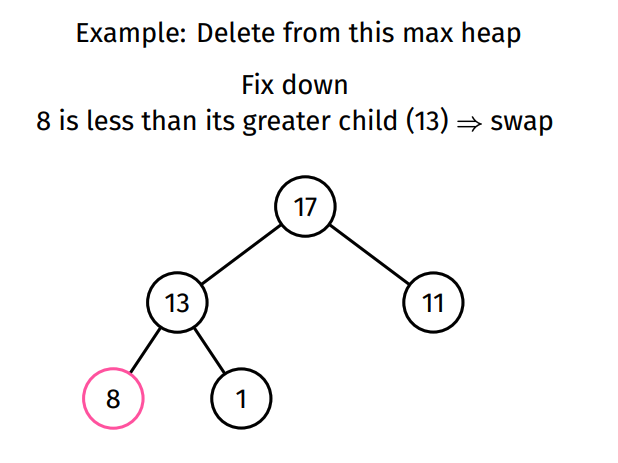 Example: Delete from this max heap
Fix down
8 is less than its greater child (13) ⇒ swap
17
13
11
8
1